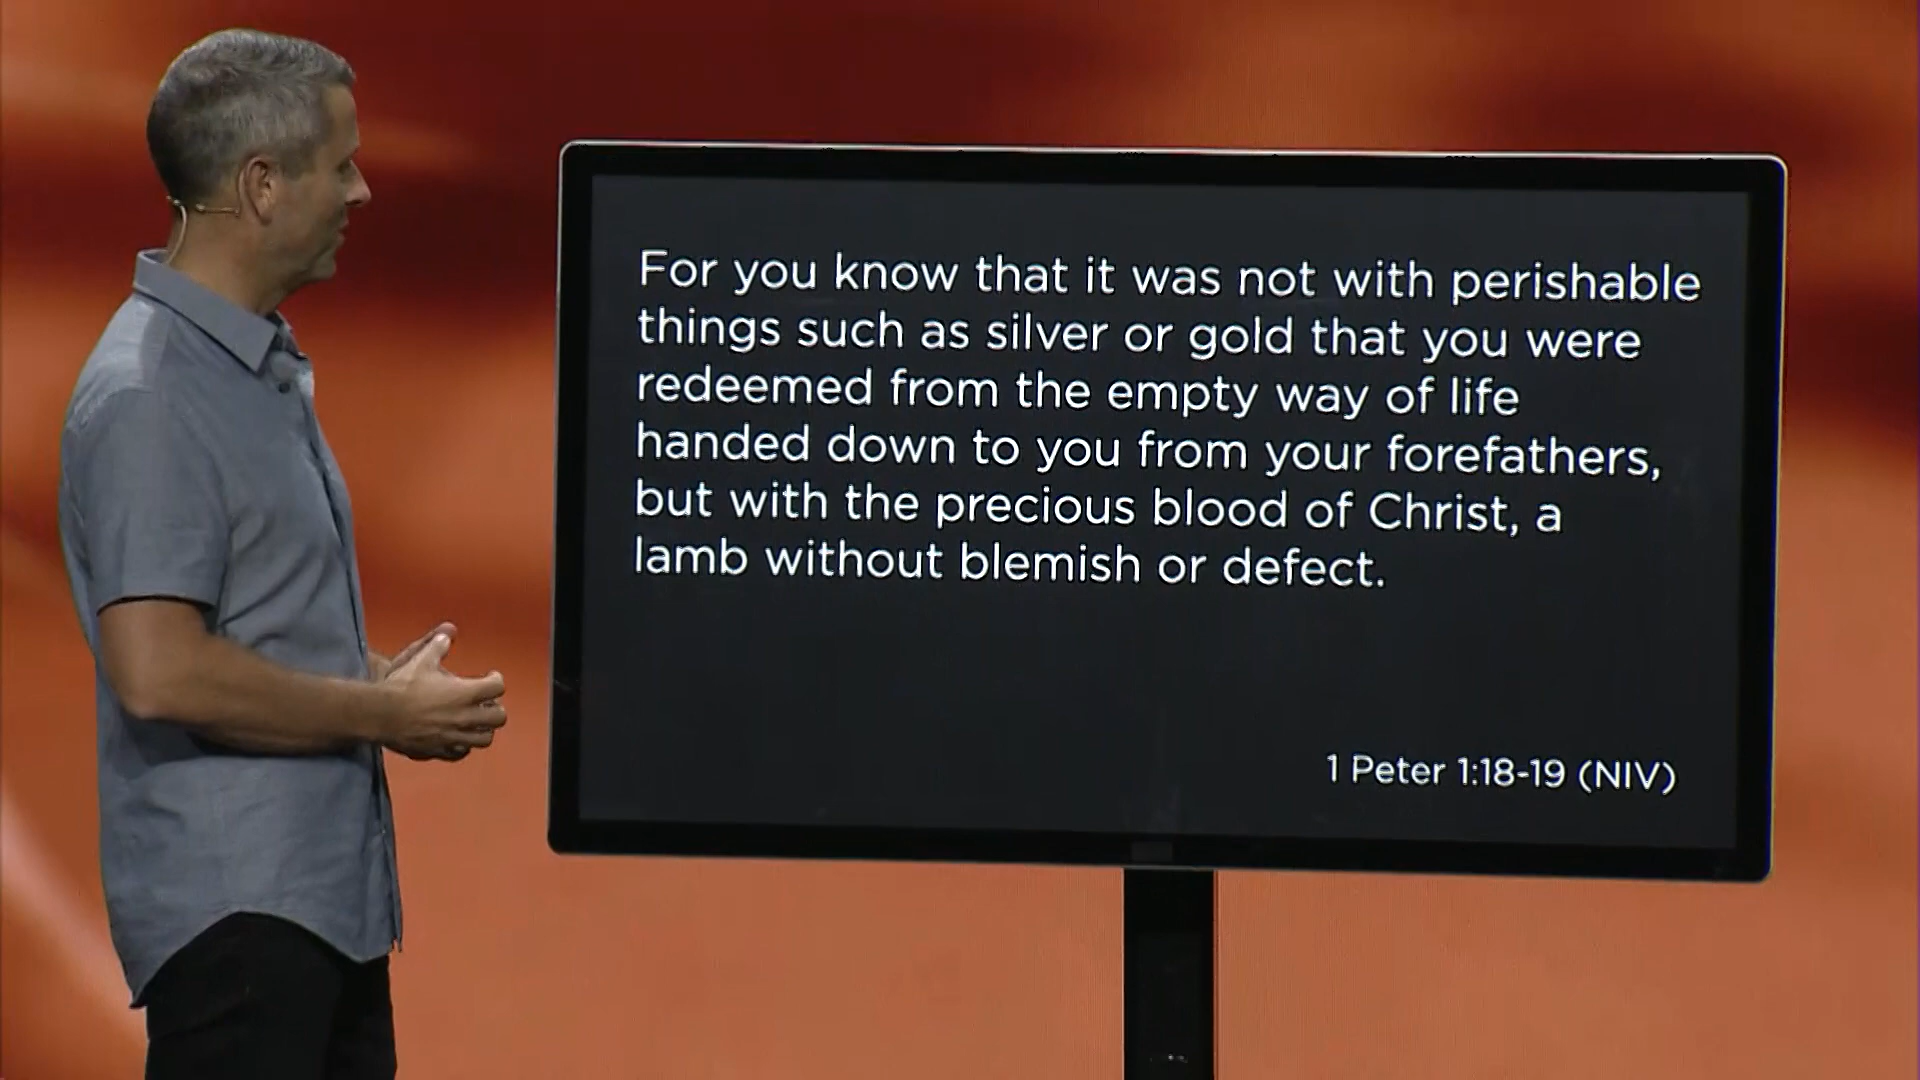 For you know that it was not with perishable
things such as silver or gold that you were
redeemed from the empty way of life
handed down to you from your forefathers,
but with the precious blood of Christ, a
lamb without blemish or defect.
1 Peter 1:18-19 (NIV)